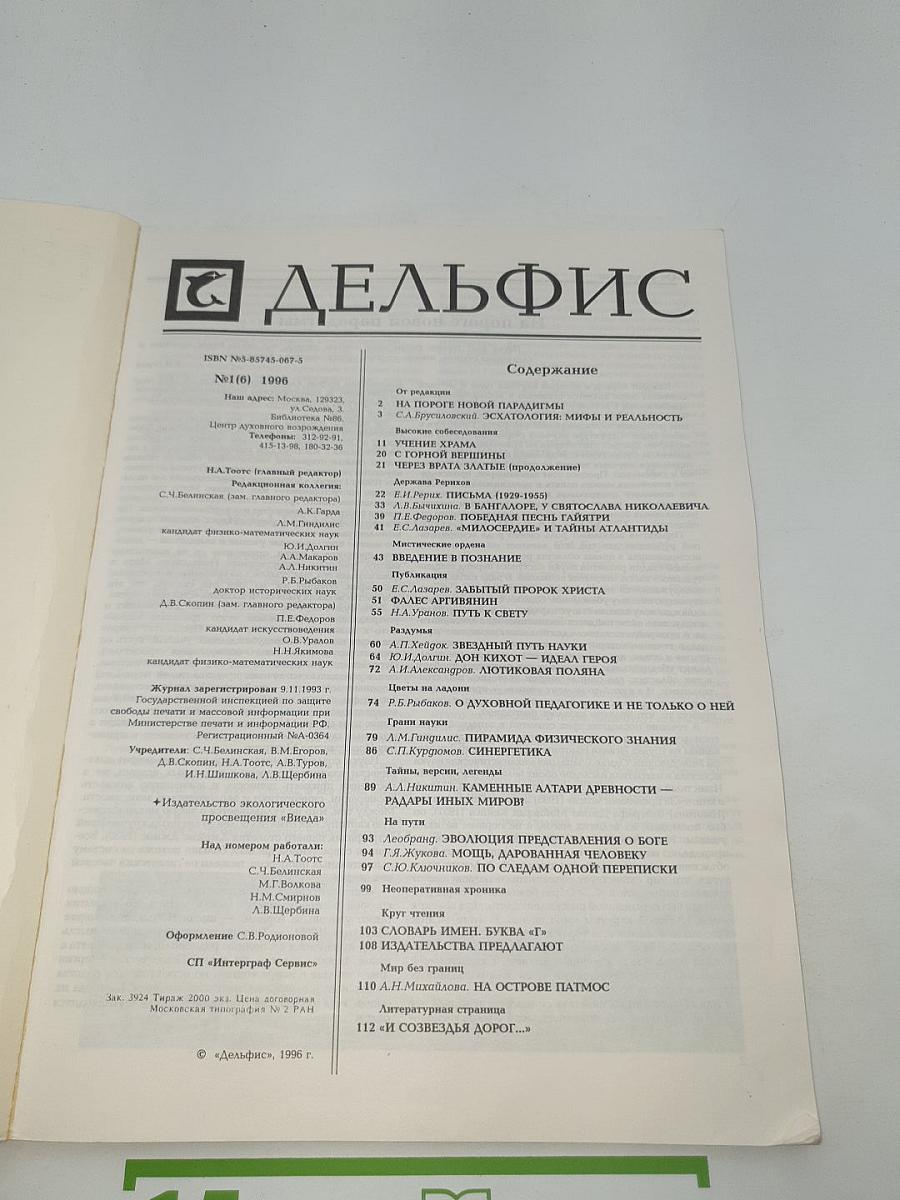 ДЕЛЬФИС
ISBN №5-85745-067-5
№1(6) 1996
Наш адрес: Москва, 129323,
ул.Седова, 3.
Библиотека №86.
Центр духовного возрождения
Телефоны: 312-92-91,
415-13-98, 180-32-36
Н.А.Тоотс (главный редактор)
Редакционная коллегия:
С.Ч.Белинская (зам. главного редактора)
А.К.Гарда
Л.М.Гиндилис
кандидат физико-математических наук
Ю.И.Долгин
А.А.Макаров
А.Л.Никитин
Р.Б.Рыбаков
доктор исторических наук
Д.В.Скопин (зам. главного редактора)
П.Е.Федоров
кандидат искусствоведения
О.В.Уралов
Н.Н.Якимова
кандидат физико-математических наук
Журнал зарегистрирован 9.11.1993 г.
Государственной инспекцией по защите
свободы печати и массовой информации при
Министерстве печати и информации РФ.
Регистрационный №А-0364
Учредители: С.Ч.Белинская, В.М.Егоров,
Д.В.Скопин, Н.А.Тоотс, А.В.Туров,
И.Н.Шишкова, Л.В.Щербина
Издательство экологического
просвещения «Виеда»
Над номером работали:
Н.А.Тоотс
С.Ч.Белинская
М.Г.Волкова
Н.М.Смирнов
Л.В.Щербина
Оформление С.В.Родионовой
СП «Интерграф Сервис»
Зак. 3924 Тираж 2000 экз. Цена договорная
Московская типография № 2 РАН
© «Дельфис», 1996 г.
Содержание
От редакции
2 НА ПОРОГЕ НОВОЙ ПАРАДИГМЫ
3 С.А.Брусиловский. ЭСХАТОЛОГИЯ: МИФЫ И РЕАЛЬНОСТЬ
Высокие собеседования
11 УЧЕНИЕ ХРАМА
20 С ГОРНОЙ ВЕРШИНЫ
21 ЧЕРЕЗ ВРАТА ЗЛАТЫЕ (продолжение)
Держава Рерихов
22 Е.И.Рерих. ПИСЬМА (1929-1955)
33 Л.В.Бычихина. В БАНГАЛОРЕ, У СВЯТОСЛАВА НИКОЛАЕВИЧА
39 П.Е.Федоров. ПОБЕДНАЯ ПЕСНЬ ГАЙЯТРИ
41 Е.С.Лазарев. «МИЛОСЕРДИЕ» И ТАЙНЫ АТЛАНТИДЫ
Мистические ордена
43 ВВЕДЕНИЕ В ПОЗНАНИЕ
Публикация
50 Е.С.Лазарев. ЗАБЫТЫЙ ПРОРОК ХРИСТА
51 ФАЛЕС АРГИВЯНИН
55 Н.А.Уранов. ПУТЬ К СВЕТУ
Раздумья
60 А.П.Хейдок. ЗВЕЗДНЫЙ ПУТЬ НАУКИ
64 Ю.И.Долгин. ДОН КИХОТ — ИДЕАЛ ГЕРОЯ
72 А.И.Александров. ЛЮТИКОВАЯ ПОЛЯНА
Цветы на ладони
74 Р.Б.Рыбаков. О ДУХОВНОЙ ПЕДАГОГИКЕ И НЕ ТОЛЬКО О НЕЙ
Грани науки
79 Л.М.Гиндилис. ПИРАМИДА ФИЗИЧЕСКОГО ЗНАНИЯ
86 С.П.Курдюмов. СИНЕРГЕТИКА
Тайны, версии, легенды
89 А.Л.Никитин. КАМЕННЫЕ АЛТАРИ ДРЕВНОСТИ —
РАДАРЫ ИНЫХ МИРОВ?
На пути
93 Леобранд. ЭВОЛЮЦИЯ ПРЕДСТАВЛЕНИЯ О БОГЕ
94 Г.Я.Жукова. МОЩЬ, ДАРОВАННАЯ ЧЕЛОВЕКУ
97 С.Ю.Ключников. ПО СЛЕДАМ ОДНОЙ ПЕРЕПИСКИ
99 Неоперативная хроника
Круг чтения
103 СЛОВАРЬ ИМЕН. БУКВА «Г»
108 ИЗДАТЕЛЬСТВА ПРЕДЛАГАЮТ
Мир без границ
110 А.Н.Михайлова. НА ОСТРОВЕ ПАТМОС
Литературная страница
112 «И СОЗВЕЗДЬЯ ДОРОГ...»